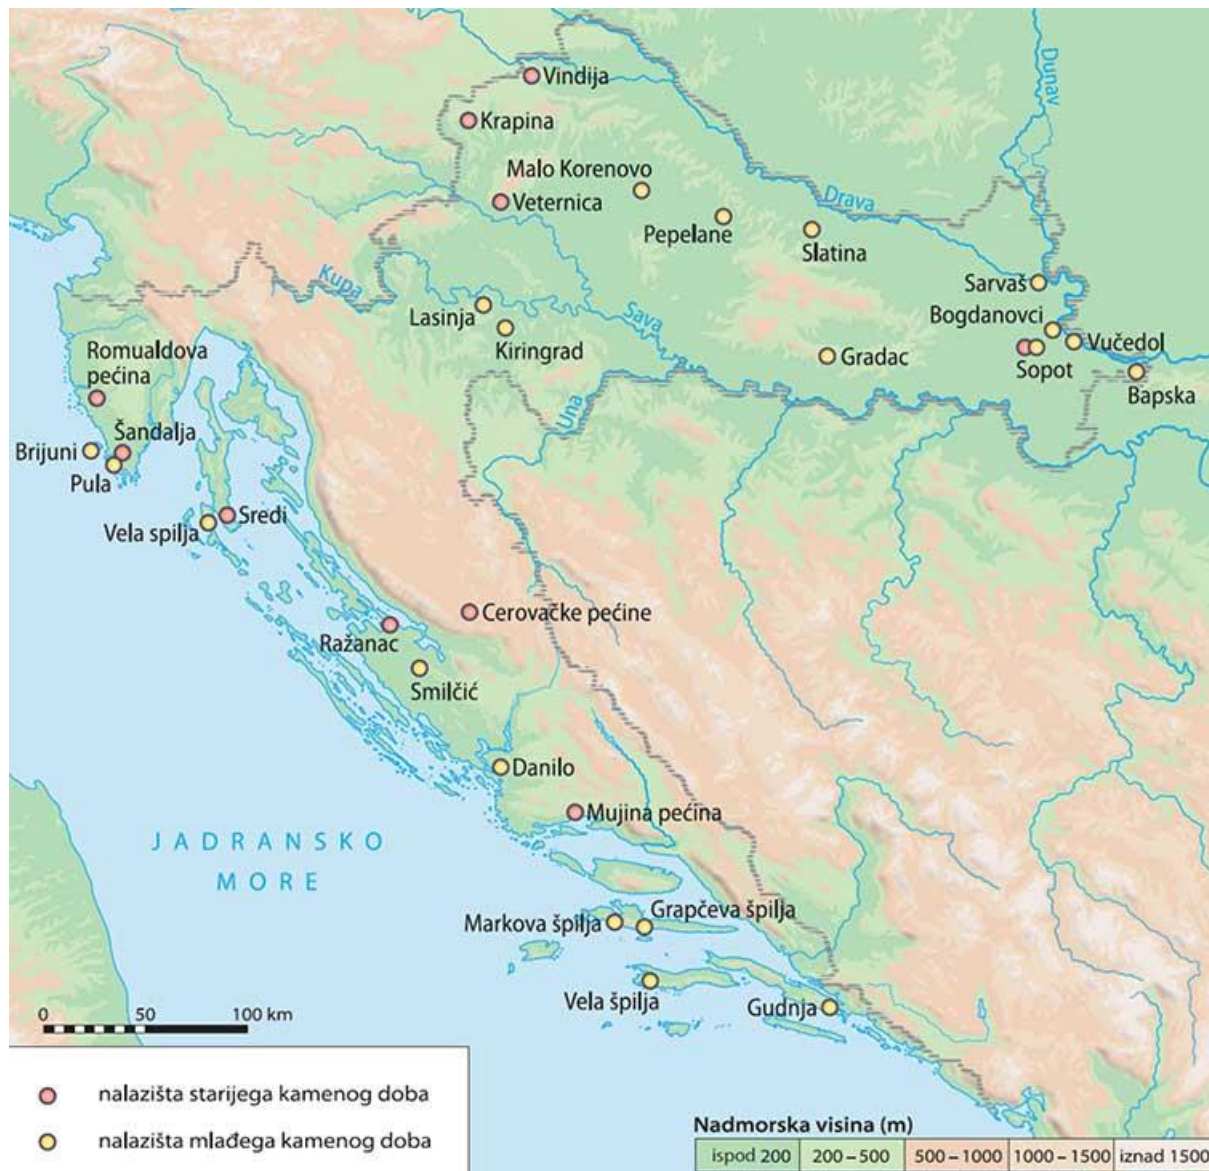 Vindija
Dunav
Krapina
Malo Korenovo
Veternica
Drava
Pepelane
Slatina
Kupa
Sarvaš
Lasinja
Sava
Bogdanovci
Kiringrad
Vučedol
Romualdova
pećina
Gradac
Sopot
Bapska
Una
Šandalja
Brijuni
Pula
Sredi
Vela spilja
Cerovačke pećine
Ražanac
Smilčić
Danilo
Mujina pećina
JADRANSKO
MORE
Grapčeva špilja
Markova špilja
Vela špilja
Gudnja
0 50 100 km
nalazišta starijega kamenog doba
nalazišta mlađega kamenog doba
Nadmorska visina (m)
ispod 200 200 – 500 500 – 1000 1000 – 1500 iznad 1500